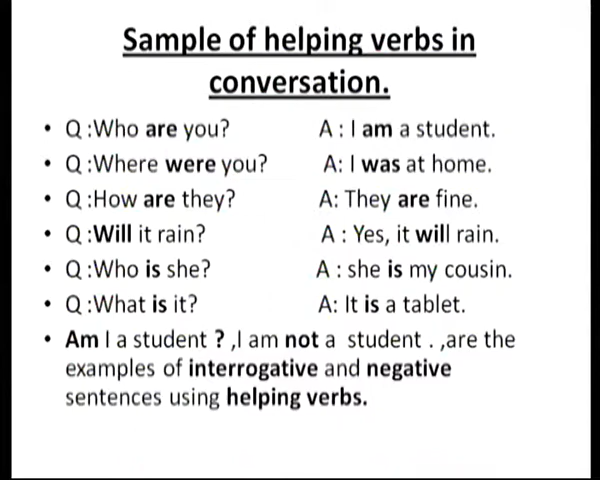 Sample of helping verbs in
conversation.
• Q :Who are you? A : I am a student.
• Q :Where were you? A: I was at home.
• Q :How are they? A: They are fine.
• Q :Will it rain? A : Yes, it will rain.
• Q :Who is she? A : she is my cousin.
• Q :What is it? A: It is a tablet.
• Am I a student ? ,I am not a student . ,are the
examples of interrogative and negative
sentences using helping verbs.